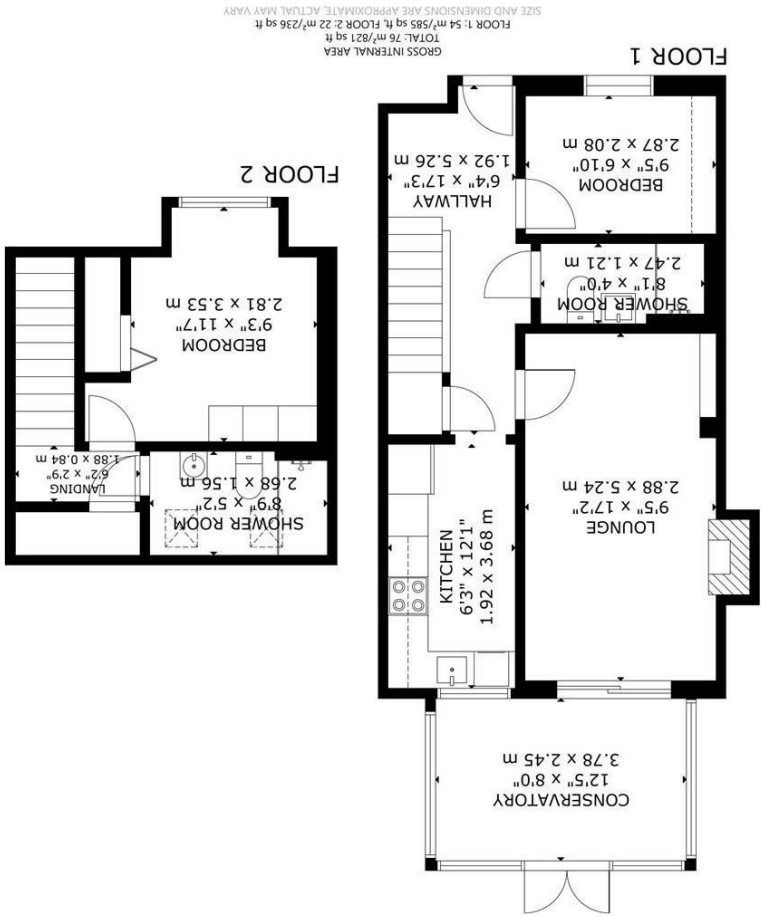 FLOOR 1
CONSERVATORY
12'5" x 8'0"
3.78 x 2.45 m
LOUNGE
9'5" x 17'2"
2.88 x 5.24 m
KITCHEN
6'3" x 12'1"
1.92 x 3.68 m
SHOWER ROOM
8'1" x 4'0"
2.47 x 1.21 m
HALLWAY
6'4" x 17'3"
1.92 x 5.26 m
BEDROOM
9'5" x 6'10"
2.87 x 2.08 m
FLOOR 2
SHOWER ROOM
8'9" x 5'2"
2.68 x 1.56 m
LANDING
6'2" x 2'9"
1.88 x 0.84 m
BEDROOM
9'3" x 11'7"
2.81 x 3.53 m
GROSS INTERNAL AREA
TOTAL: 76 m²/821 sq ft
FLOOR 1: 54 m²/585 sq ft, FLOOR 2: 22 m²/236 sq ft
SIZE AND DIMENSIONS ARE APPROXIMATE, ACTUAL MAY VARY